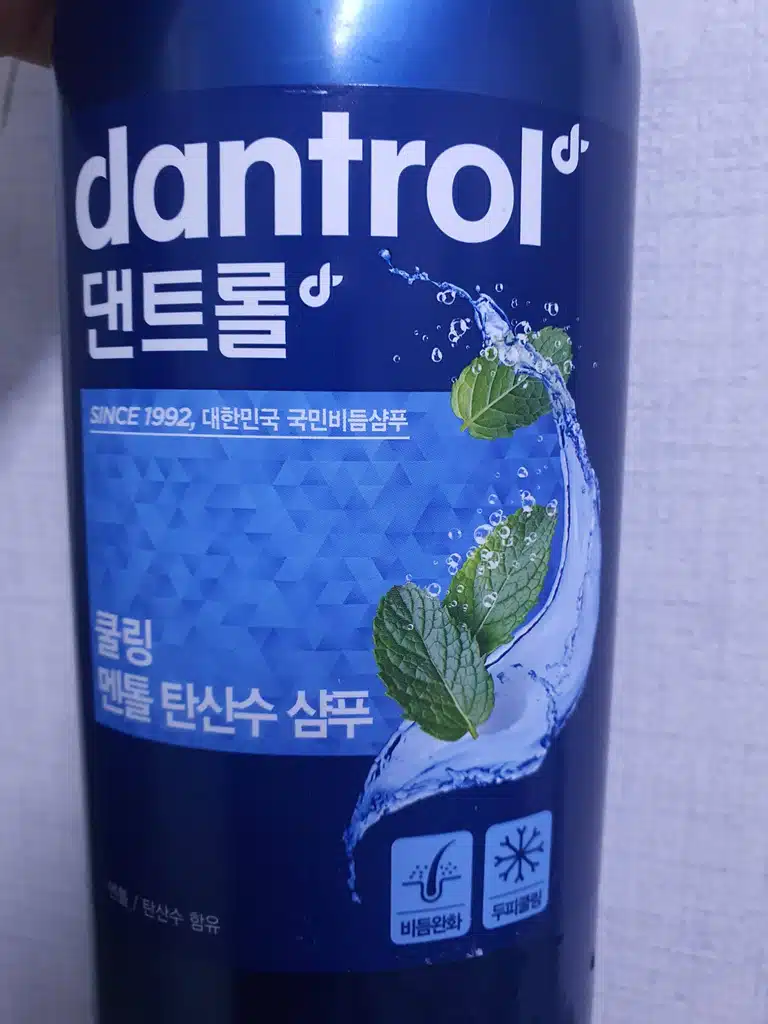 dantrol
댄트롤
SINCE 1992, 대한민국 국민비듬샴푸
쿨링
멘톨 탄산수 샴푸
멘톨 / 탄산수 함유
비듬완화
두피쿨링